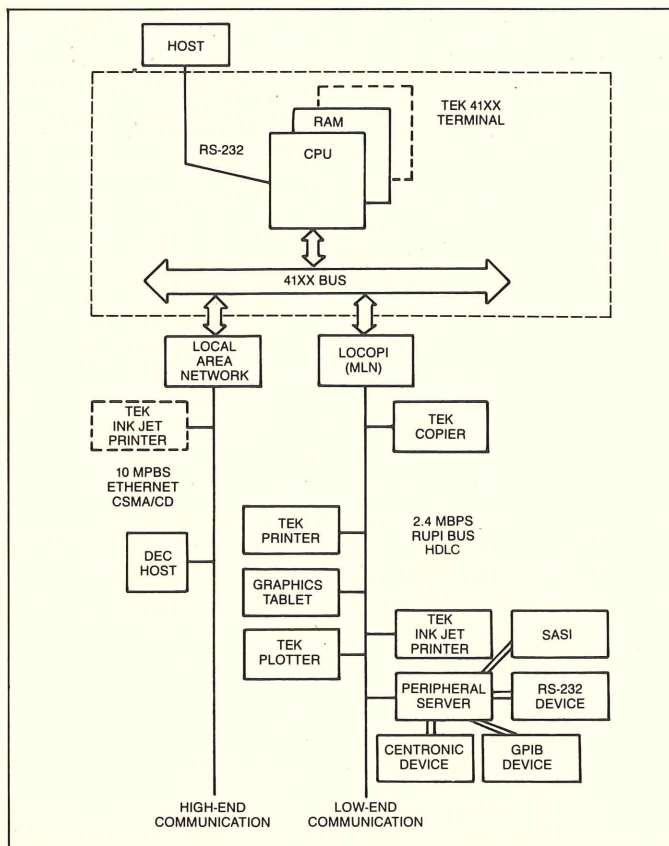 HOST
TEK 41XX
TERMINAL
RAM
CPU
RS-232
41XX BUS
LOCAL
AREA
NETWORK
LOCOPI
(MLN)
TEK
INK JET
PRINTER
TEK
COPIER
10 MPBS
ETHERNET
CSMA/CD
2.4 MBPS
RUPI BUS
HDLC
TEK
PRINTER
DEC
HOST
GRAPHICS
TABLET
TEK
PLOTTER
TEK
INK JET
PRINTER
SASI
PERIPHERAL
SERVER
RS-232
DEVICE
CENTRONIC
DEVICE
GPIB
DEVICE
HIGH-END
COMMUNICATION
LOW-END
COMMUNICATION